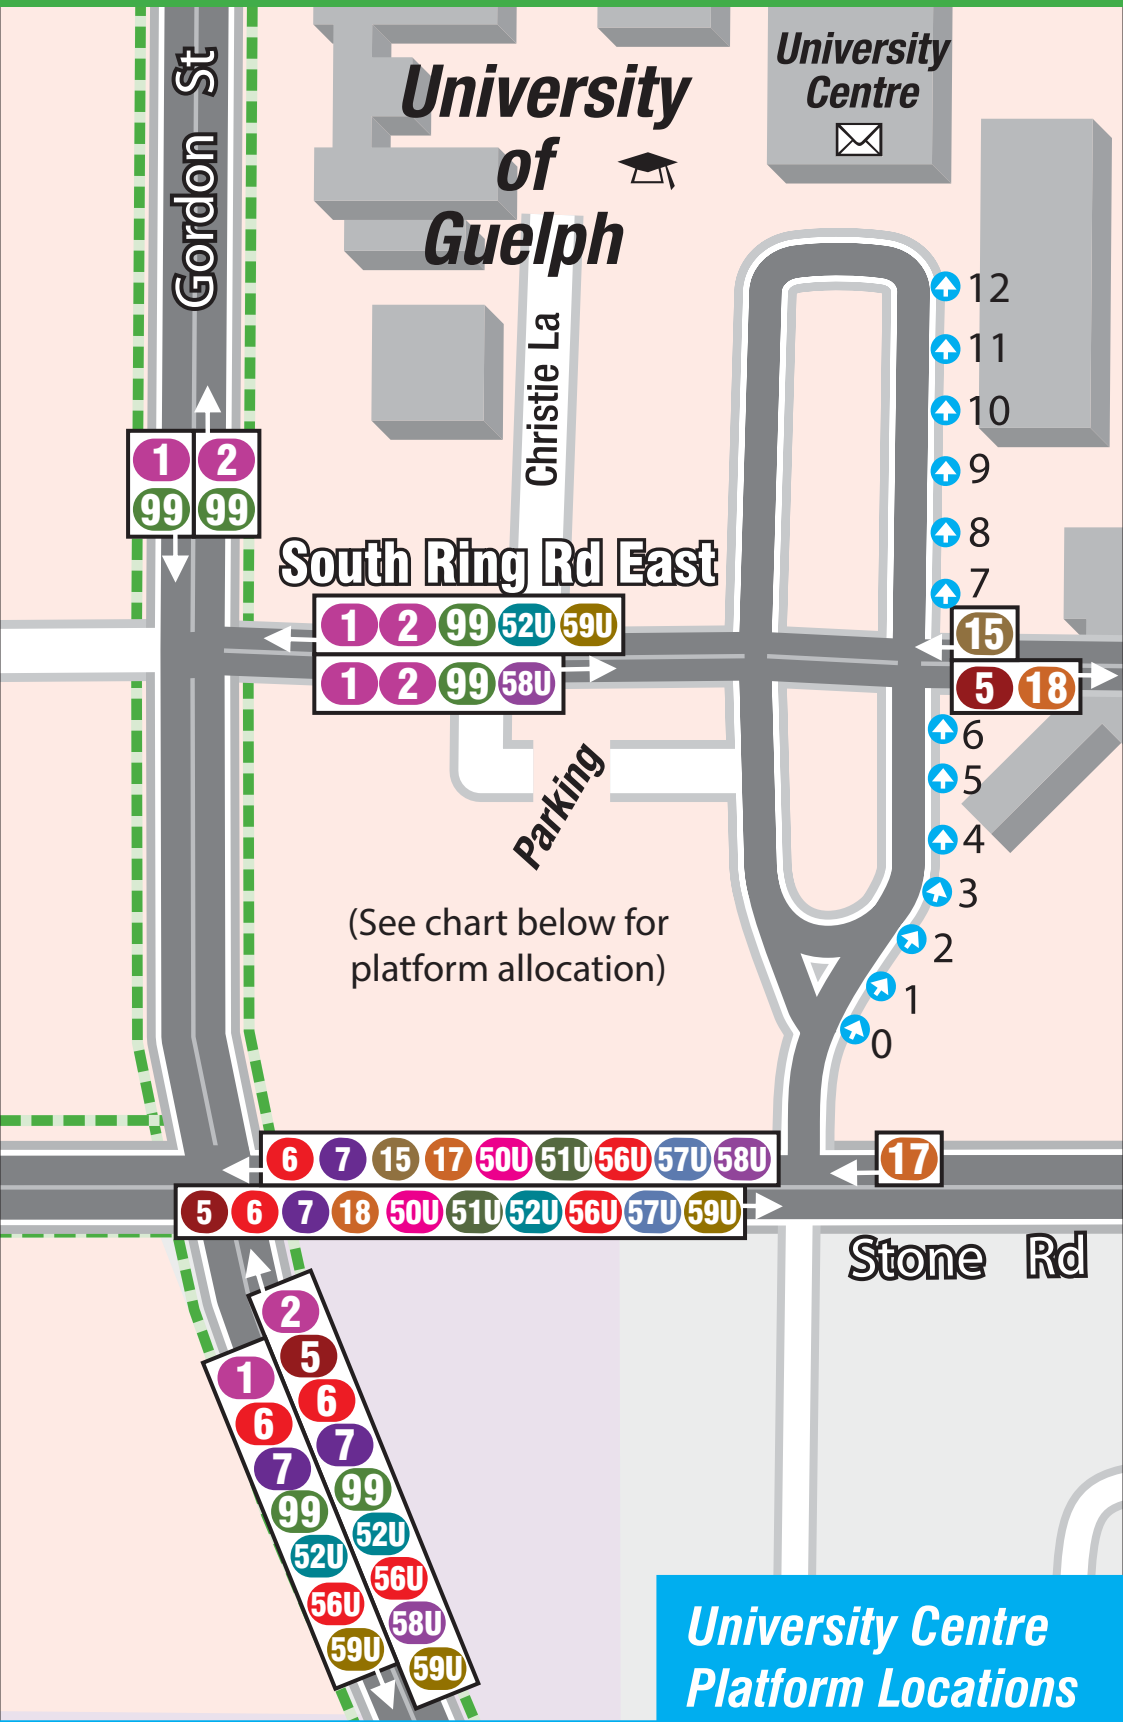 Gordon St
University
of
Guelph
University
Centre
Christie La
12
11
10
9
8
7
1 2
99 99
South Ring Rd East
1 2 99 52U 59U
1 2 99 58U
15
5 18
6
5
4
3
2
1
0
Parking
(See chart below for
platform allocation)
6 7 15 17 50U 51U 56U 57U 58U
17
5 6 7 18 50U 51U 52U 56U 57U 59U
Stone Rd
2
5
6
7
99
52U
56U
58U
59U
1
6
7
99
52U
56U
59U
University Centre
Platform Locations